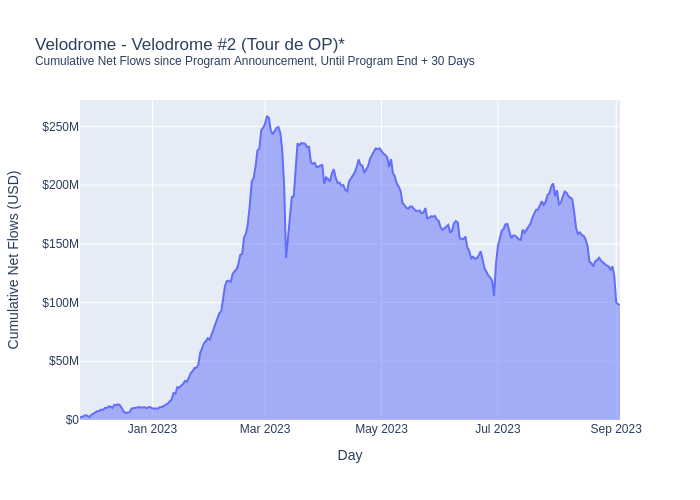 Velodrome - Velodrome #2 (Tour de OP)*
Cumulative Net Flows since Program Announcement, Until Program End + 30 Days
Cumulative Net Flows (USD)
$250M
$200M
$150M
$100M
$50M
$0
Jan 2023 Mar 2023 May 2023 Jul 2023 Sep 2023
Day